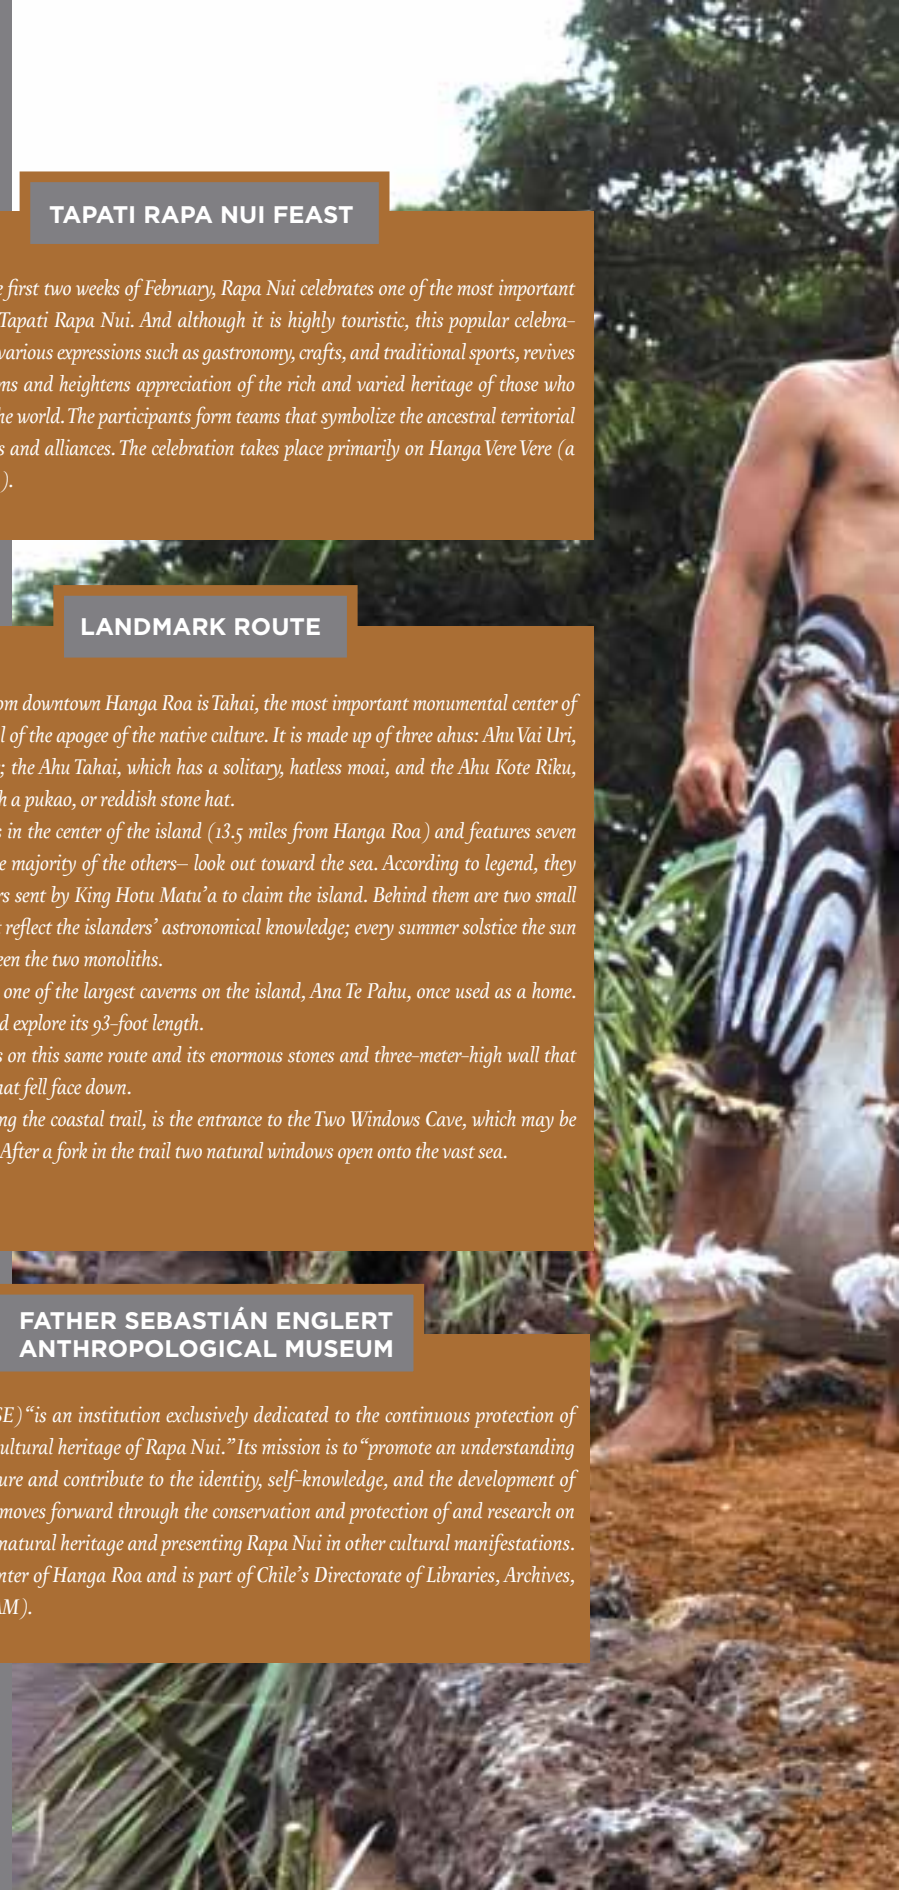 TAPATI RAPA NUI FEAST
first two weeks of February, Rapa Nui celebrates one of the most important
Tapati Rapa Nui. And although it is highly touristic, this popular celebra-
various expressions such as gastronomy, crafts, and traditional sports, revives
and heightens appreciation of the rich and varied heritage of those who
world. The participants form teams that symbolize the ancestral territorial
and alliances. The celebration takes place primarily on Hanga Vere Vere (a
).
LANDMARK ROUTE
downtown Hanga Roa is Tahai, the most important monumental center of
of the apogee of the native culture. It is made up of three ahus: Ahu Vai Uri,
; the Ahu Tahai, which has a solitary, hatless moai, and the Ahu Kote Riku,
a pukao, or reddish stone hat.
in the center of the island (13.5 miles from Hanga Roa) and features seven
majority of the others– look out toward the sea. According to legend, they
sent by King Hotu Matu’a to claim the island. Behind them are two small
reflect the islanders’ astronomical knowledge; every summer solstice the sun
the two monoliths.
one of the largest caverns on the island, Ana Te Pahu, once used as a home.
explore its 93-foot length.
on this same route and its enormous stones and three-meter-high wall that
fell face down.
the coastal trail, is the entrance to the Two Windows Cave, which may be
After a fork in the trail two natural windows open onto the vast sea.
FATHER SEBASTIÁN ENGLERT
ANTHROPOLOGICAL MUSEUM
SE) “is an institution exclusively dedicated to the continuous protection of
heritage of Rapa Nui.” Its mission is to “promote an understanding
and contribute to the identity, self-knowledge, and the development of
moves forward through the conservation and protection of and research on
natural heritage and presenting Rapa Nui in other cultural manifestations.
of Hanga Roa and is part of Chile’s Directorate of Libraries, Archives,
AM).